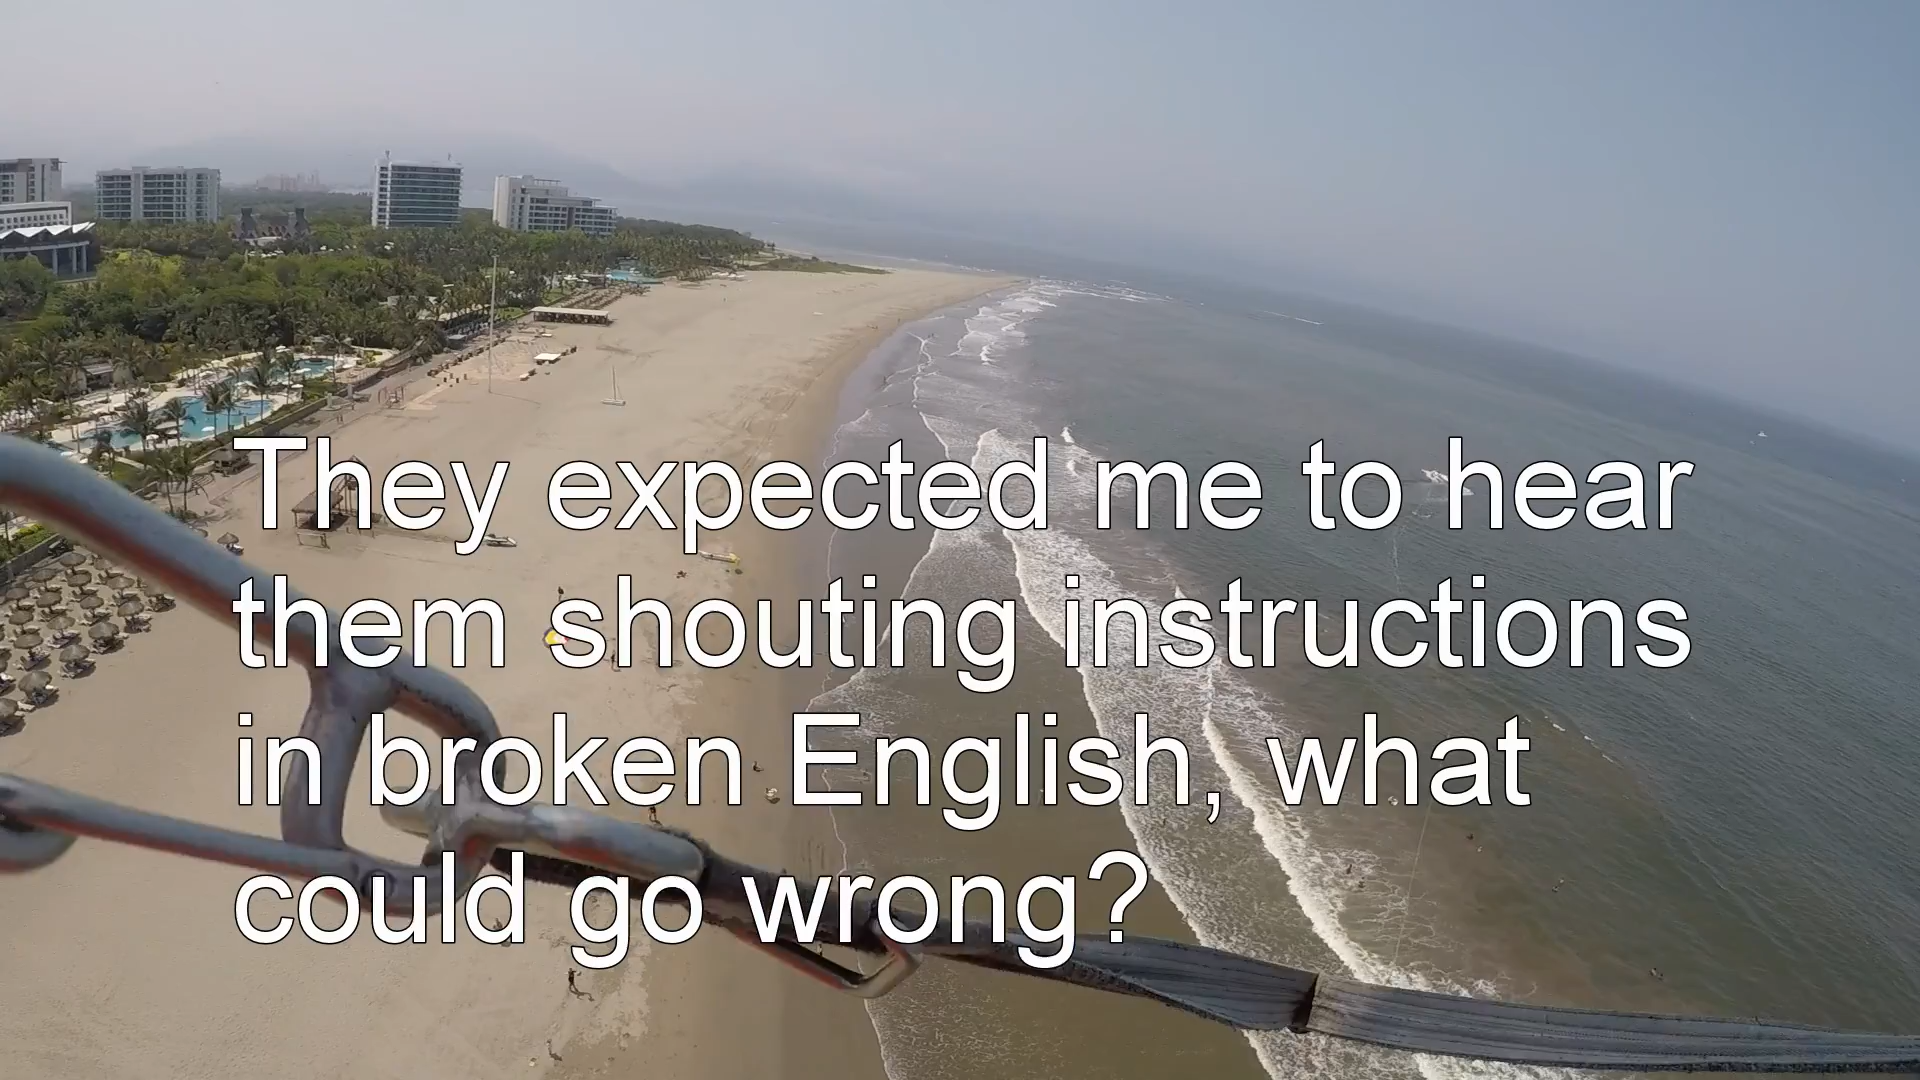 They expected me to hear
them shouting instructions
in broken English, what
could go wrong?